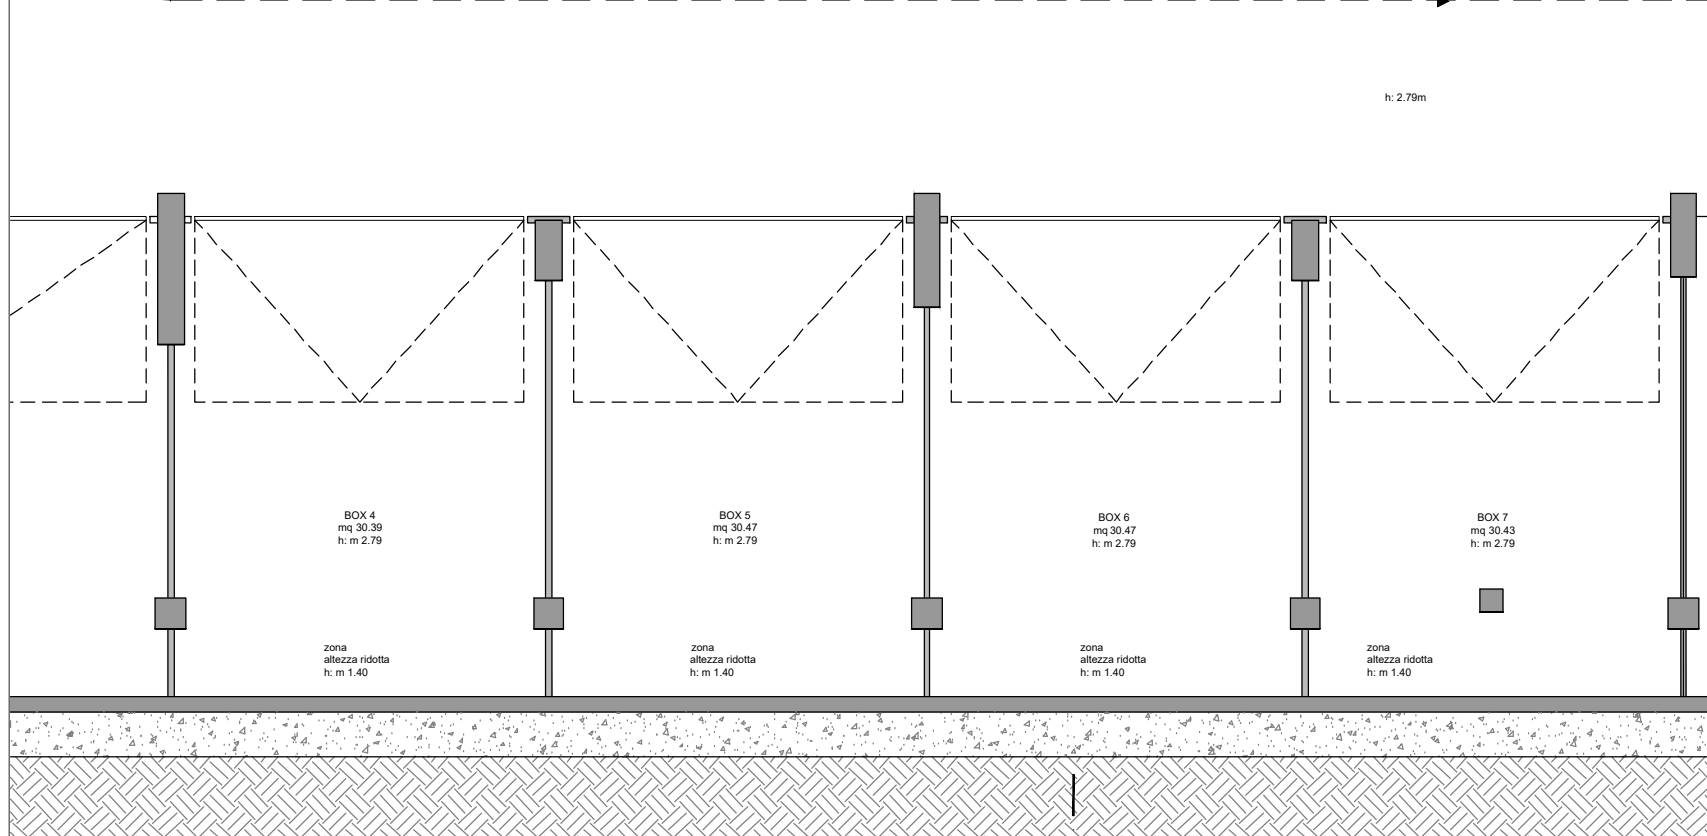 h: 2.79m
BOX 4
mq 30.39
h: m 2.79
BOX 5
mq 30.47
h: m 2.79
BOX 6
mq 30.47
h: m 2.79
BOX 7
mq 30.43
h: m 2.79
zona
altezza ridotta
h: m 1.40
zona
altezza ridotta
h: m 1.40
zona
altezza ridotta
h: m 1.40
zona
altezza ridotta
h: m 1.40